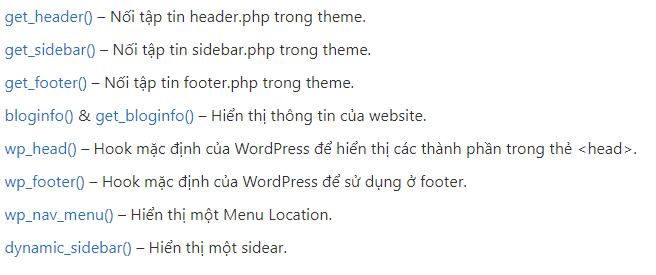 get_header() – Nối tập tin header.php trong theme.
get_sidebar() – Nối tập tin sidebar.php trong theme.
get_footer() – Nối tập tin footer.php trong theme.
bloginfo() & get_bloginfo() – Hiển thị thông tin của website.
wp_head() – Hook mặc định của WordPress để hiển thị các thành phần trong thẻ <head>.
wp_footer() – Hook mặc định của WordPress để sử dụng ở footer.
wp_nav_menu() – Hiển thị một Menu Location.
dynamic_sidebar() – Hiển thị một sidear.